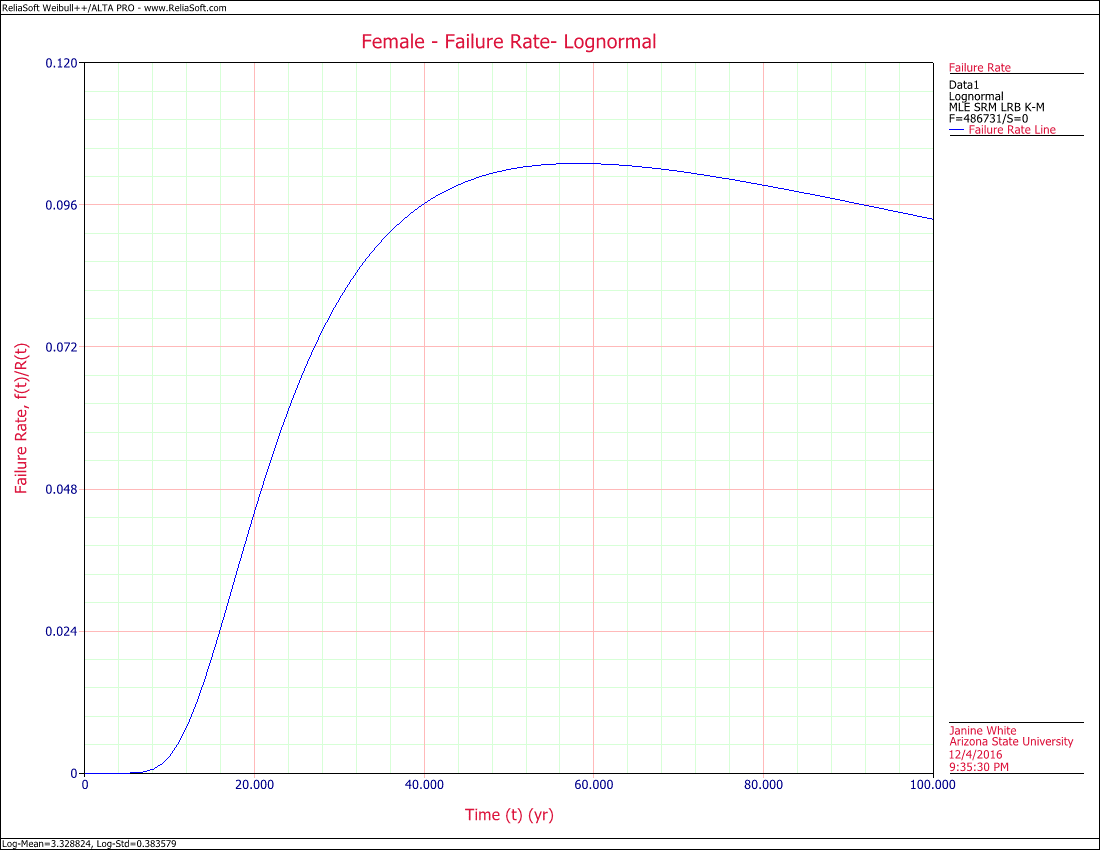 ReliaSoft Weibull++/ALTA PRO - www.ReliaSoft.com
Female - Failure Rate- Lognormal
Failure Rate, f(t)/R(t)
0.120
0.096
0.072
0.048
0.024
0
0
20.000
40.000
60.000
80.000
100.000
Time (t) (yr)
Failure Rate
Data1
Lognormal
MLE SRM LRB K-M
F=486731/S=0
Failure Rate Line
Janine White
Arizona State University
12/4/2016
9:35:30 PM
Log-Mean=3.328824, Log-Std=0.383579